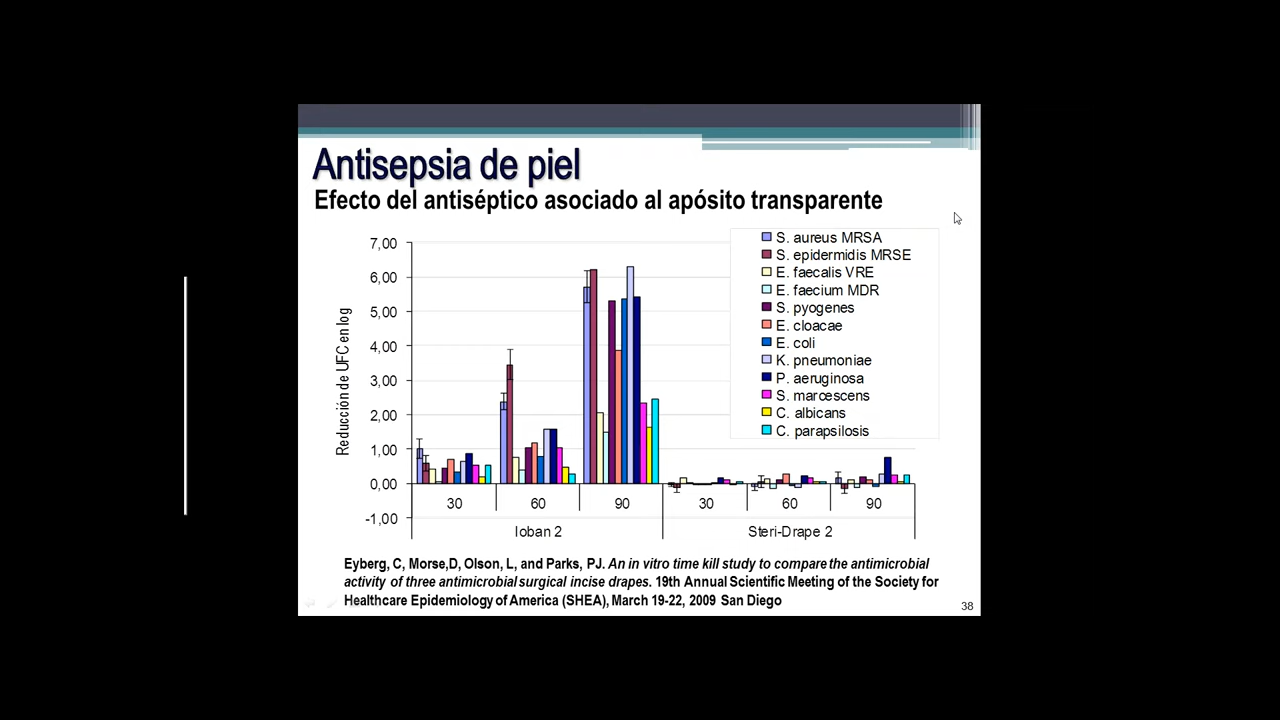 Antisepsia de piel
Efecto del antiséptico asociado al apósito transparente
7,00
6,00
5,00
4,00
3,00
2,00
1,00
0,00
-1,00
Reducción de UFC en log
S. aureus MRSA
S. epidermidis MRSE
E. faecalis VRE
E. faecium MDR
S. pyogenes
E. cloacae
E. coli
K. pneumoniae
P. aeruginosa
S. marcescens
C. albicans
C. parapsilosis
30 60 90 30 60 90
Ioban 2 Steri-Drape 2
Eyberg, C, Morse,D, Olson, L, and Parks, PJ. An in vitro time kill study to compare the antimicrobial
activity of three antimicrobial surgical incise drapes. 19th Annual Scientific Meeting of the Society for
Healthcare Epidemiology of America (SHEA), March 19-22, 2009 San Diego
38